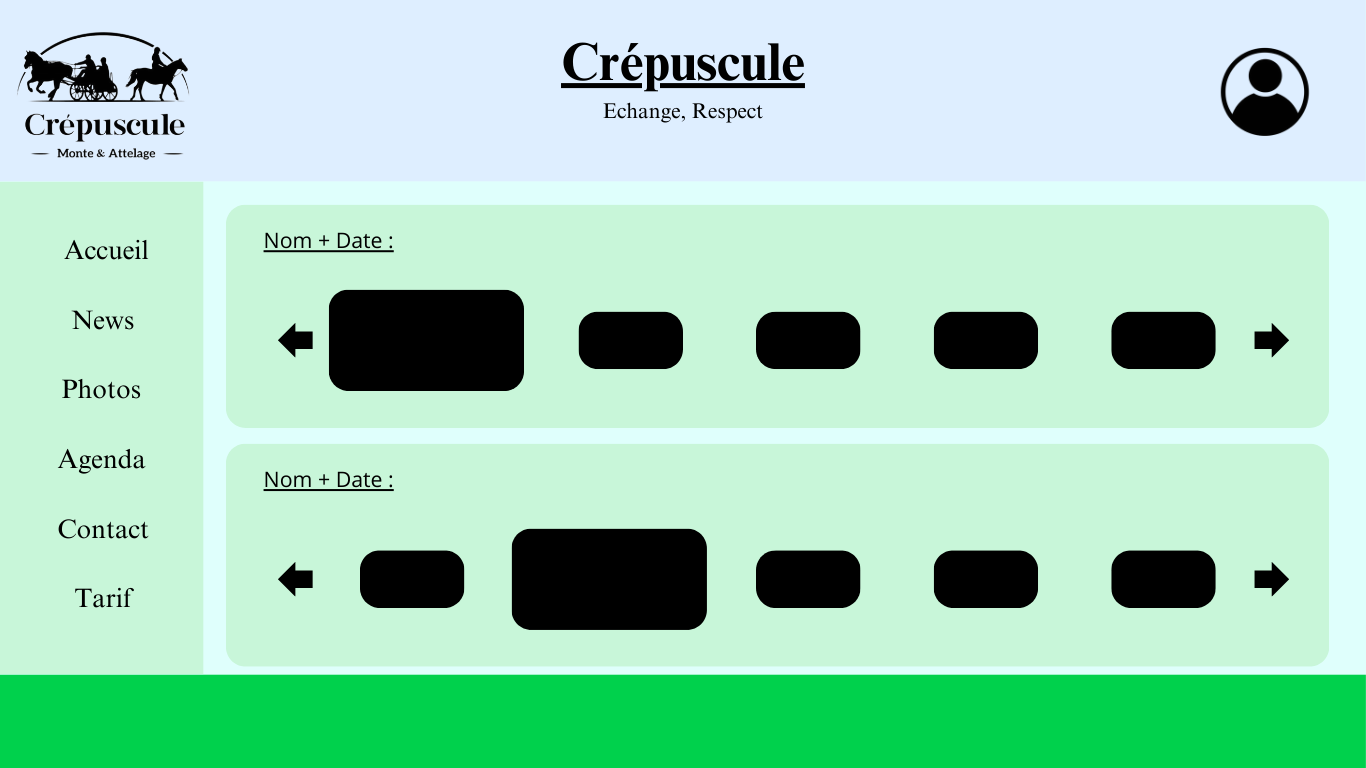 Crépuscule
Monte & Attelage
Crépuscule
Echange, Respect
Accueil
News
Photos
Agenda
Contact
Tarif
Nom + Date :
Nom + Date :